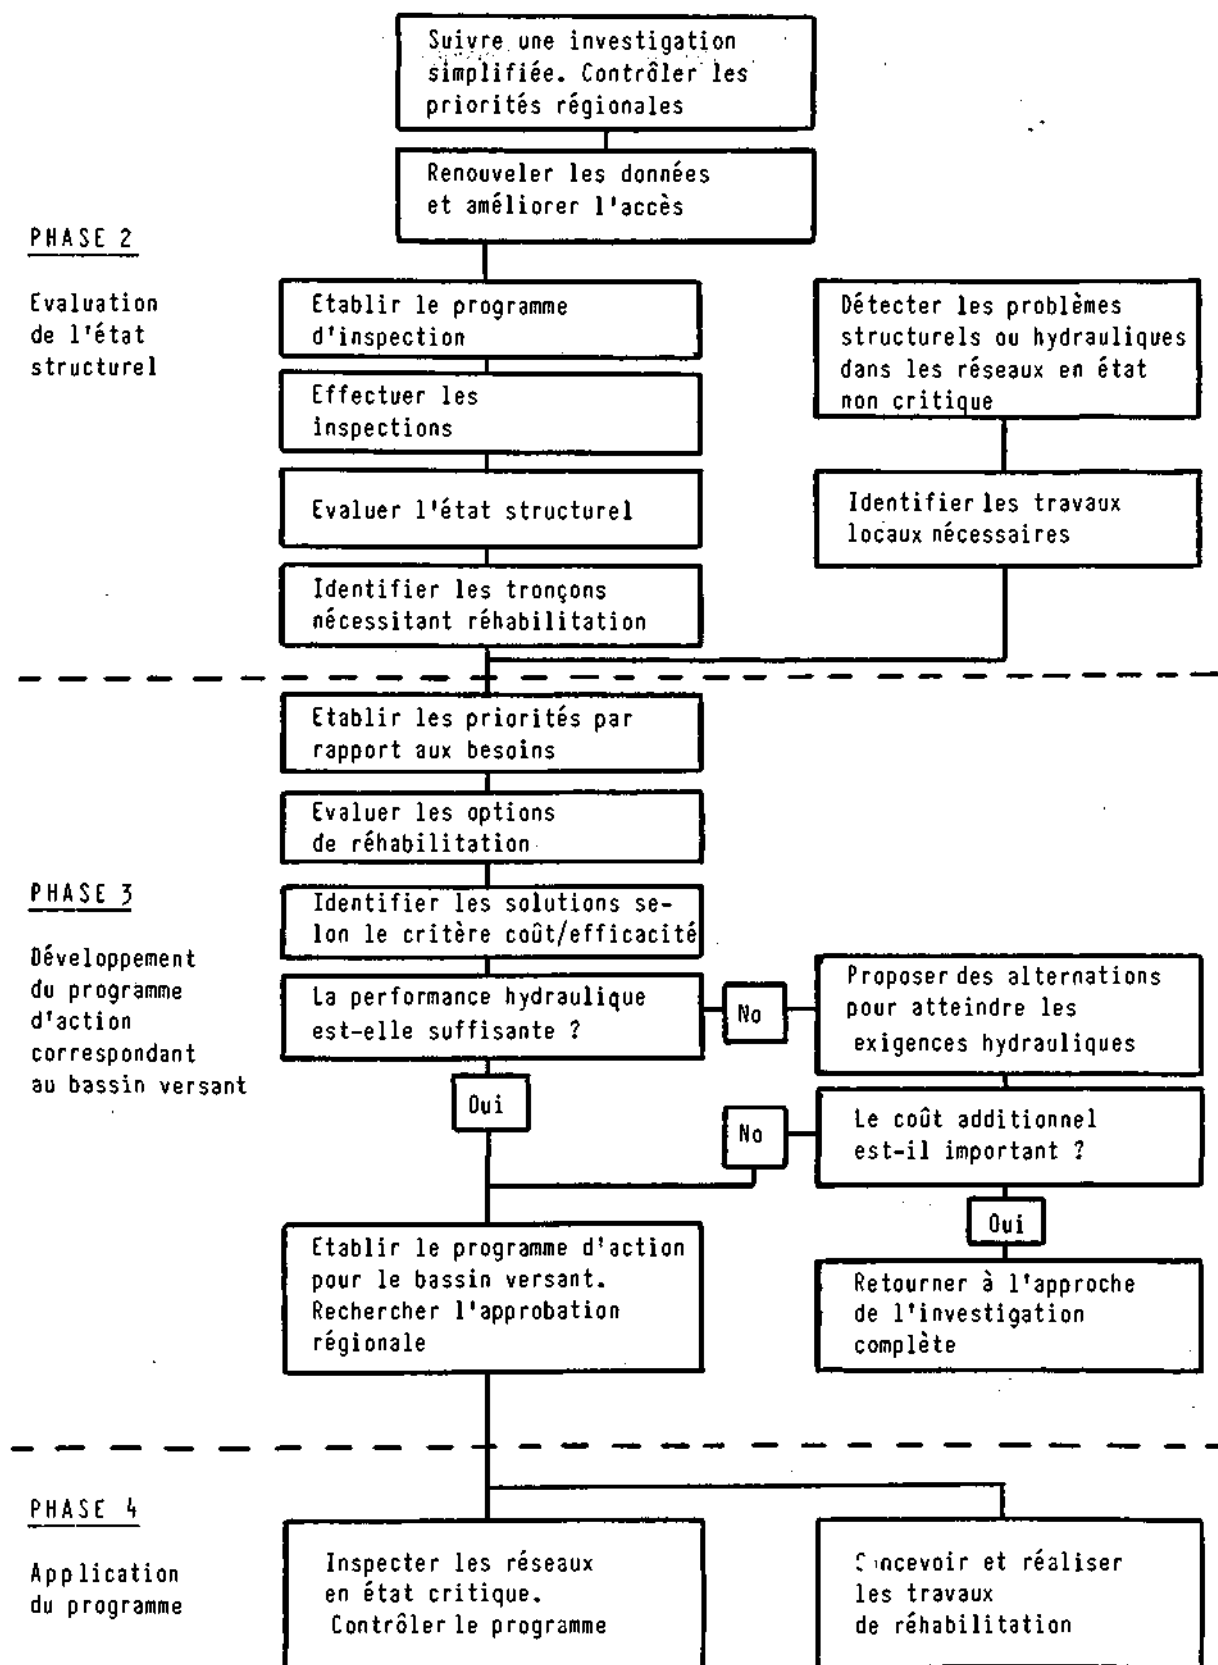 Suivre une investigation
simplifiée. Contrôler les
priorités régionales
Renouveler les données
et améliorer l'accès
PHASE 2
Evaluation
de l'état
structurel
Etablir le programme
d'inspection
Effectuer les
inspections
Evaluer l'état structurel
Identifier les tronçons
nécessitant réhabilitation
Détecter les problèmes
structurels ou hydrauliques
dans les réseaux en état
non critique
Identifier les travaux
locaux nécessaires
PHASE 3
Développement
du programme
d'action
correspondant
au bassin versant
Etablir les priorités par
rapport aux besoins
Evaluer les options
de réhabilitation
Identifier les solutions se-
lon le critère coût/efficacité
La performance hydraulique
est-elle suffisante ?
No
Proposer des alternations
pour atteindre les
exigences hydrauliques
Oui
No
Le coût additionnel
est-il important ?
Oui
Etablir le programme d'action
pour le bassin versant.
Rechercher l'approbation
régionale
Retourner à l'approche
de l'investigation
complète
PHASE 4
Application
du programme
Inspecter les réseaux
en état critique.
Contrôler le programme
Concevoir et réaliser
les travaux
de réhabilitation